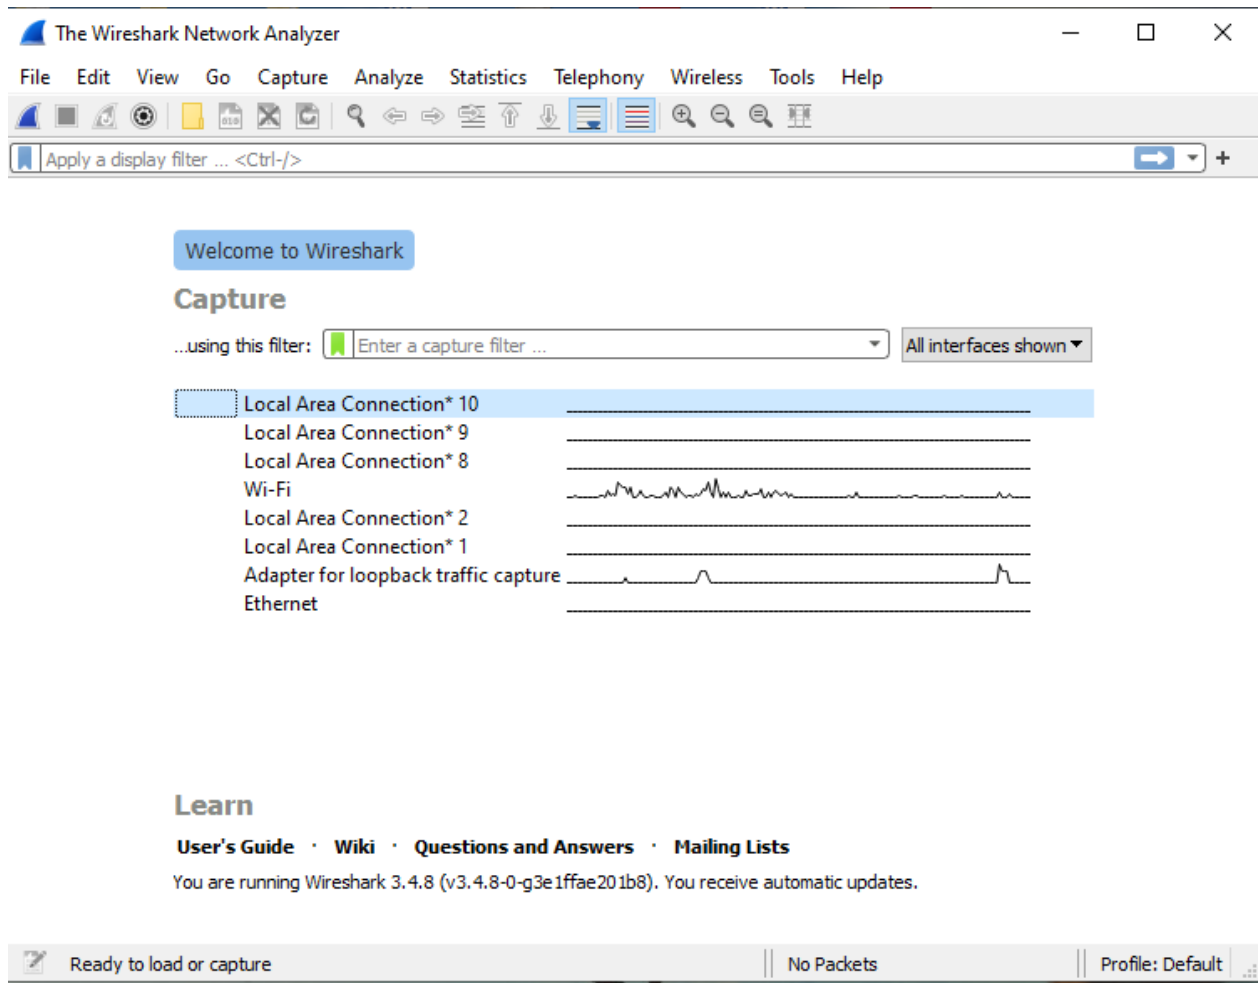 The Wireshark Network Analyzer
File Edit View Go Capture Analyze Statistics Telephony Wireless Tools Help
Apply a display filter ... <Ctrl-/>
Welcome to Wireshark
Capture
...using this filter: Enter a capture filter ... All interfaces shown
Local Area Connection* 10
Local Area Connection* 9
Local Area Connection* 8
Wi-Fi
Local Area Connection* 2
Local Area Connection* 1
Adapter for loopback traffic capture
Ethernet
Learn
User's Guide · Wiki · Questions and Answers · Mailing Lists
You are running Wireshark 3.4.8 (v3.4.8-0-g3e1ffae201b8). You receive automatic updates.
Ready to load or capture No Packets Profile: Default